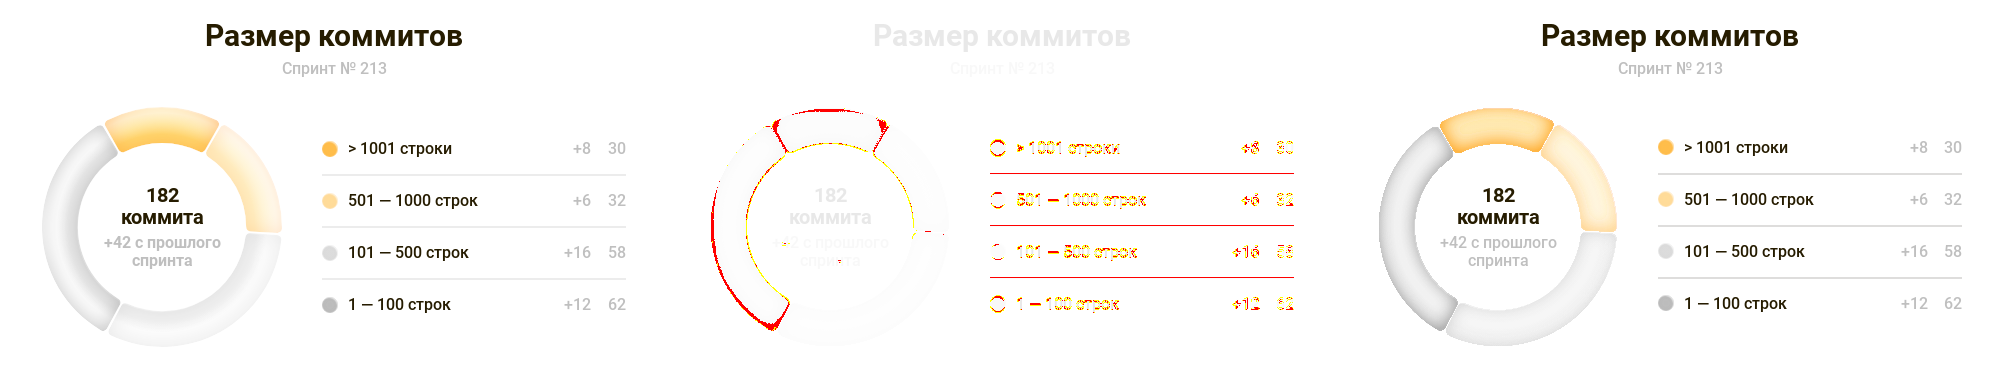 Размер коммитов
Спринт № 213
182
коммита
+42 с прошлого
спринта
> 1001 строки +8 30
501 — 1000 строк +6 32
101 — 500 строк +16 58
1 — 100 строк +12 62
Размер коммитов
Спринт № 213
182
коммита
+42 с прошлого
спринта
> 1001 строки +8 30
501 — 1000 строк +6 32
101 — 500 строк +16 58
1 — 100 строк +12 62
Размер коммитов
Спринт № 213
182
коммита
+42 с прошлого
спринта
> 1001 строки +8 30
501 — 1000 строк +6 32
101 — 500 строк +16 58
1 — 100 строк +12 62